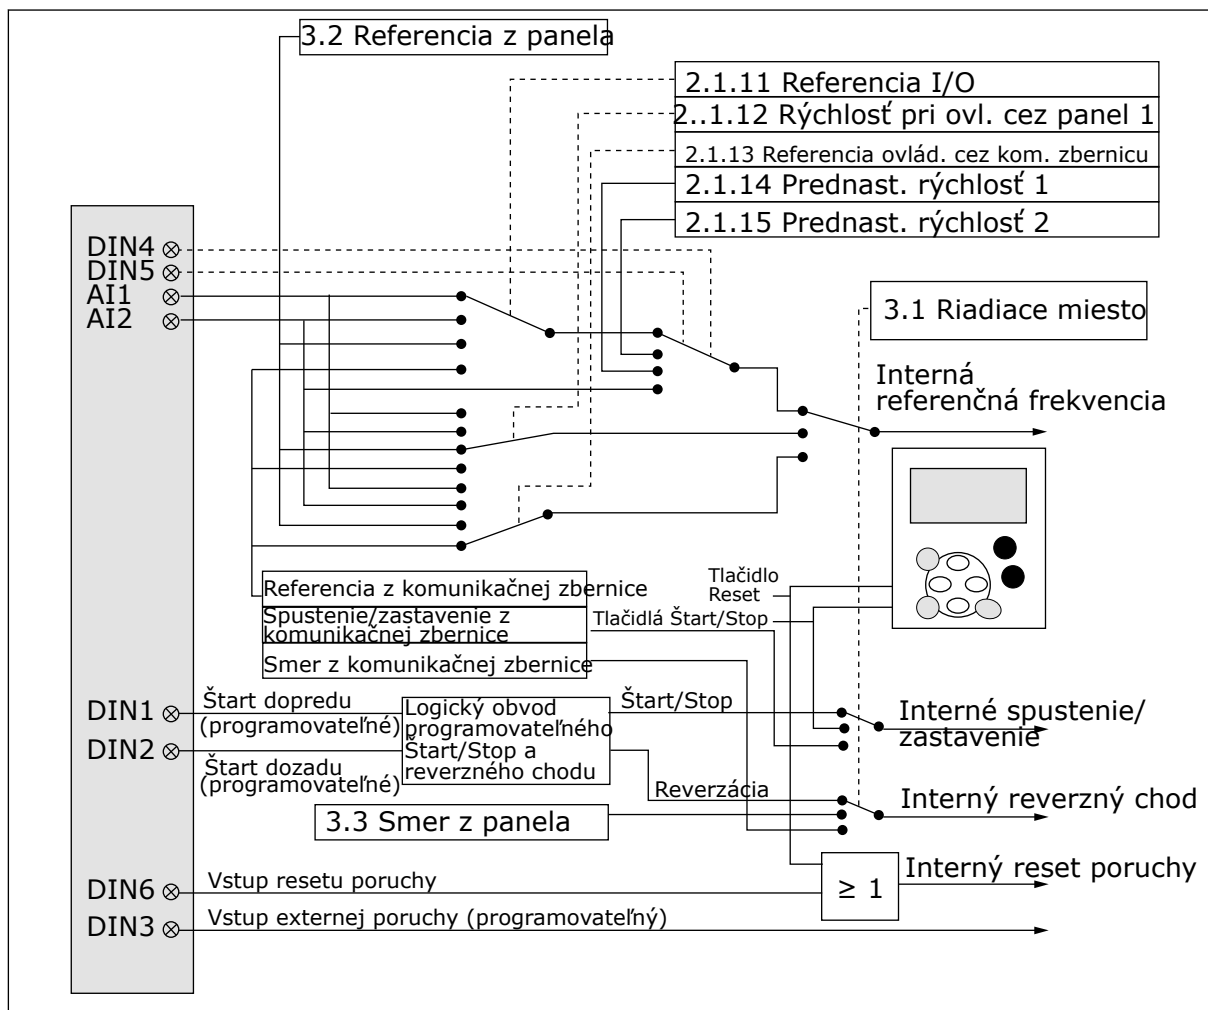 3.2 Referencia z panela
2.1.11 Referencia I/O
2..1.12 Rýchlosť pri ovl. cez panel 1
2.1.13 Referencia ovlád. cez kom. zbernicu
2.1.14 Prednast. rýchlosť 1
2.1.15 Prednast. rýchlosť 2
DIN4
DIN5
AI1
AI2
3.1 Riadiace miesto
Interná
referenčná frekvencia
Referencia z komunikačnej zbernice
Spustenie/zastavenie z
komunikačnej zbernice
Smer z komunikačnej zbernice
Tlačidlo
Reset
Tlačidlá Štart/Stop
DIN1
Štart dopredu
(programovateľné)
DIN2
Štart dozadu
(programovateľné)
Logický obvod
programovateľného
Štart/Stop a
reverzného chodu
Štart/Stop
Reverzácia
Interné spustenie/
zastavenie
Interný reverzný chod
3.3 Smer z panela
DIN6
Vstup resetu poruchy
≥ 1
Interný reset poruchy
DIN3
Vstup externej poruchy (programovateľný)